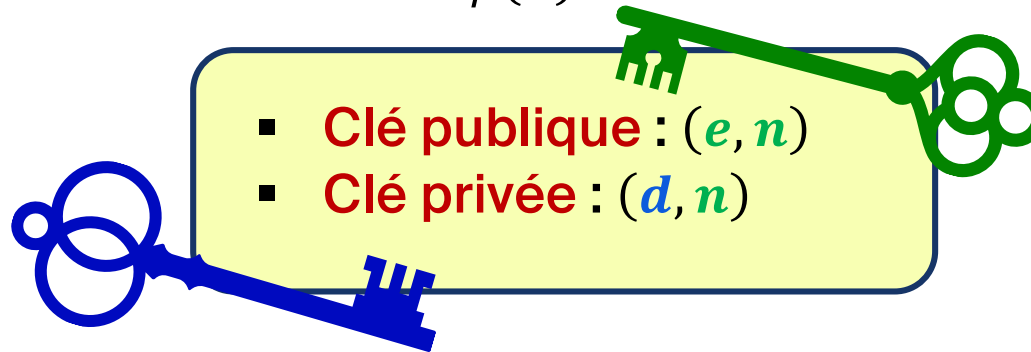 ▪ Clé publique : (e, n)
▪ Clé privée : (d, n)